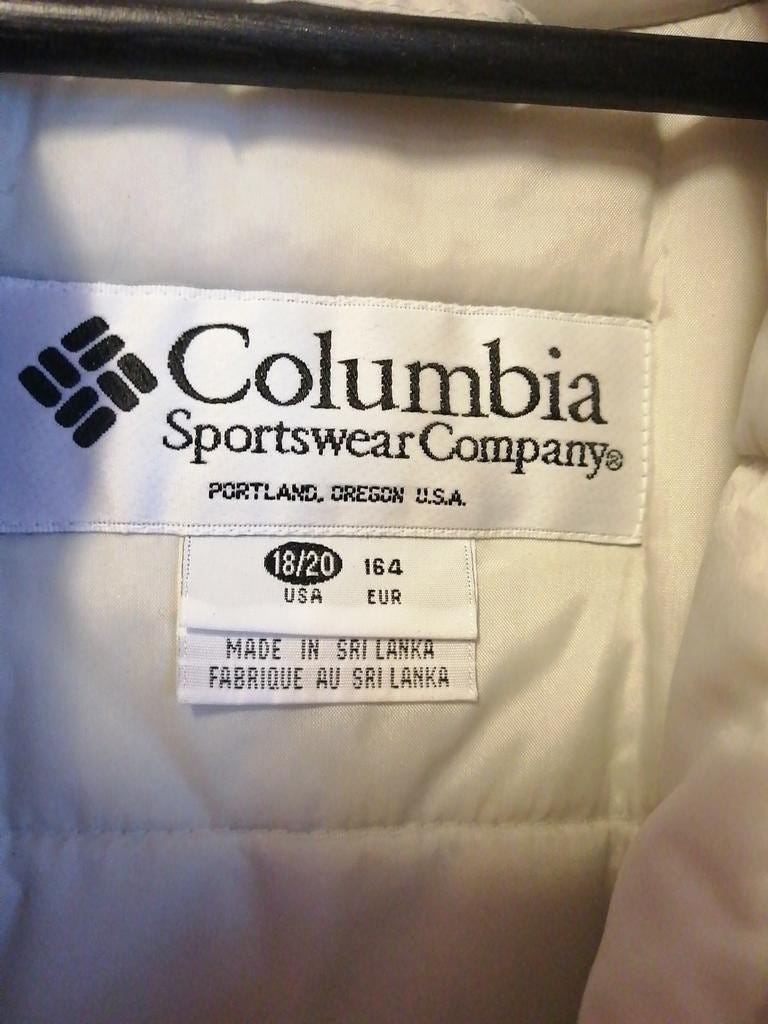 Columbia
Sportswear Company®
PORTLAND, OREGON U.S.A.
18/20 164
USA EUR
MADE IN SRI LANKA
FABRIQUE AU SRI LANKA